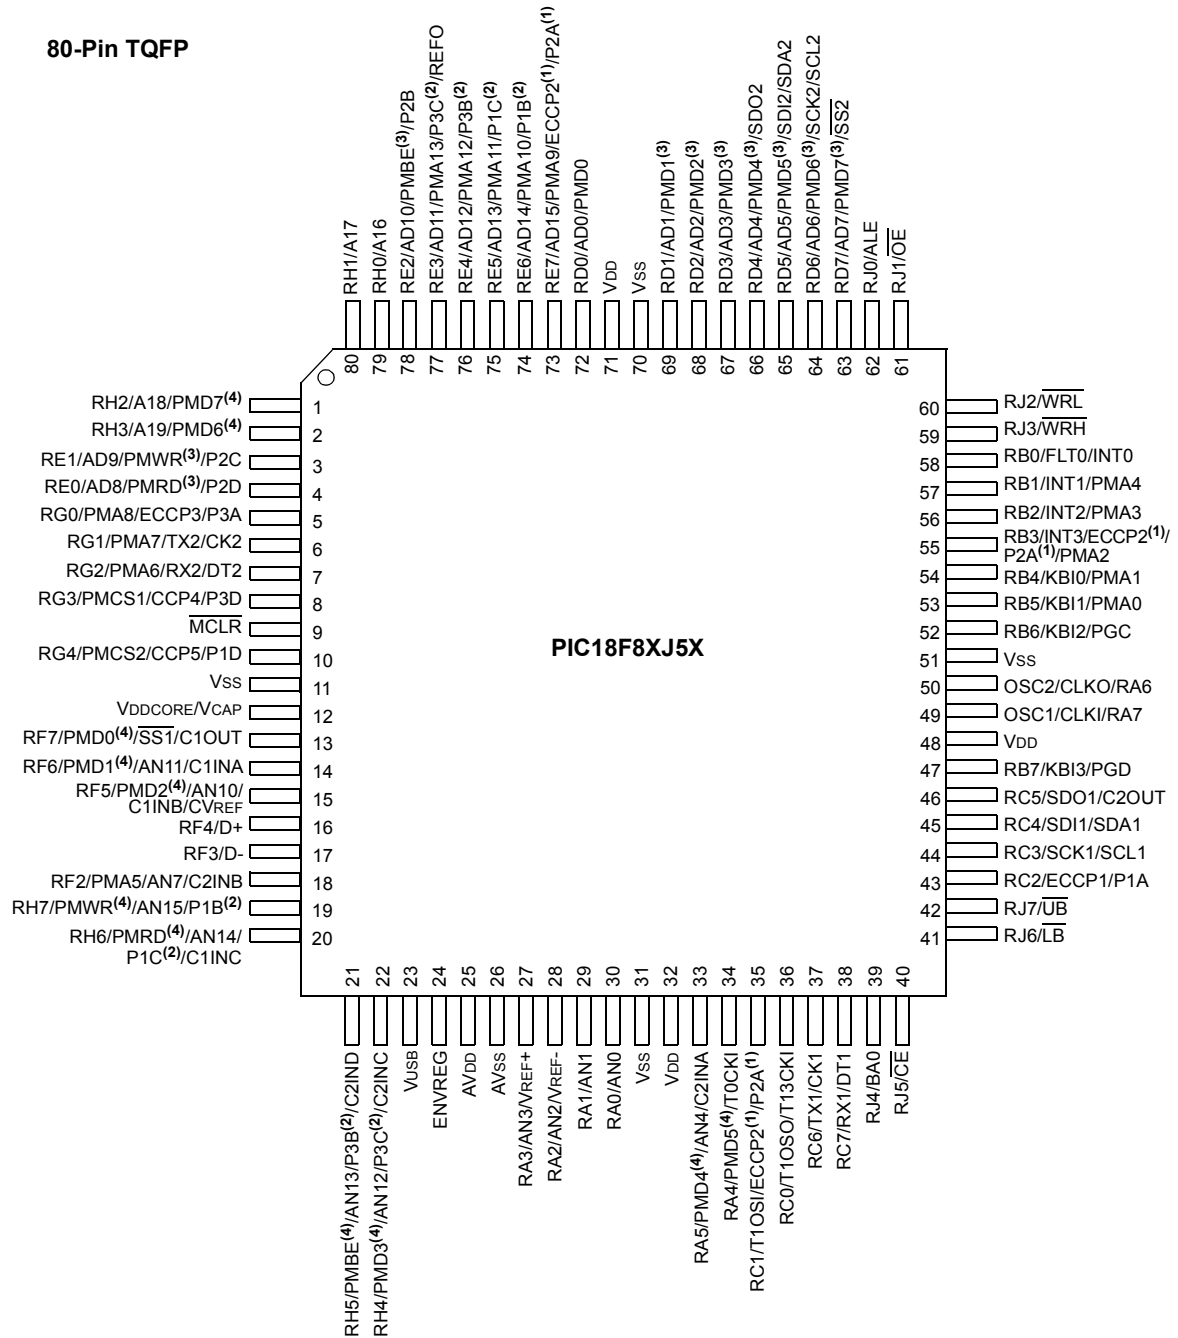 80-Pin TQFP
RH1/A17
RH0/A16
RE2/AD10/PMBE(3)/P2B
RE3/AD11/PMA13/P3C(2)/REFO
RE4/AD12/PMA12/P3B(2)
RE5/AD13/PMA11/P1C(2)
RE6/AD14/PMA10/P1B(2)
RE7/AD15/PMA9/ECCP2(1)/P2A(1)
RD0/AD0/PMD0
VDD
VSS
RD1/AD1/PMD1(3)
RD2/AD2/PMD2(3)
RD3/AD3/PMD3(3)
RD4/AD4/PMD4(3)/SDO2
RD5/AD5/PMD5(3)/SDI2/SDA2
RD6/AD6/PMD6(3)/SCK2/SCL2
RD7/AD7/PMD7(3)/SS2
RJ0/ALE
RJ1/OE
80
79
78
77
76
75
74
73
72
71
70
69
68
67
66
65
64
63
62
61
RH2/A18/PMD7(4) 1
RH3/A19/PMD6(4) 2
RE1/AD9/PMWR(3)/P2C 3
RE0/AD8/PMRD(3)/P2D 4
RG0/PMA8/ECCP3/P3A 5
RG1/PMA7/TX2/CK2 6
RG2/PMA6/RX2/DT2 7
RG3/PMCS1/CCP4/P3D 8
MCLR 9
RG4/PMCS2/CCP5/P1D 10
VSS 11
VDDCORE/VCAP 12
RF7/PMD0(4)/SS1/C1OUT 13
RF6/PMD1(4)/AN11/C1INA 14
RF5/PMD2(4)/AN10/
C1INB/CVREF 15
RF4/D+ 16
RF3/D- 17
RF2/PMA5/AN7/C2INB 18
RH7/PMWR(4)/AN15/P1B(2) 19
RH6/PMRD(4)/AN14/
P1C(2)/C1INC 20
PIC18F8XJ5X
60 RJ2/WRL
59 RJ3/WRH
58 RB0/FLT0/INT0
57 RB1/INT1/PMA4
56 RB2/INT2/PMA3
55 RB3/INT3/ECCP2(1)/
P2A(1)/PMA2
54 RB4/KBI0/PMA1
53 RB5/KBI1/PMA0
52 RB6/KBI2/PGC
51 VSS
50 OSC2/CLKO/RA6
49 OSC1/CLKI/RA7
48 VDD
47 RB7/KBI3/PGD
46 RC5/SDO1/C2OUT
45 RC4/SDI1/SDA1
44 RC3/SCK1/SCL1
43 RC2/ECCP1/P1A
42 RJ7/UB
41 RJ6/LB
21
22
23
24
25
26
27
28
29
30
31
32
33
34
35
36
37
38
39
40
RH5/PMBE(4)/AN13/P3B(2)/C2IND
RH4/PMD3(4)/AN12/P3C(2)/C2INC
VUSB
ENVREG
AVDD
AVSS
RA3/AN3/VREF+
RA2/AN2/VREF-
RA1/AN1
RA0/AN0
VSS
VDD
RA5/PMD4(4)/AN4/C2INA
RA4/PMD5(4)/T0CKI
RC1/T1OSI/ECCP2(1)/P2A(1)
RC0/T1OSO/T13CKI
RC6/TX1/CK1
RC7/RX1/DT1
RJ4/BA0
RJ5/CE